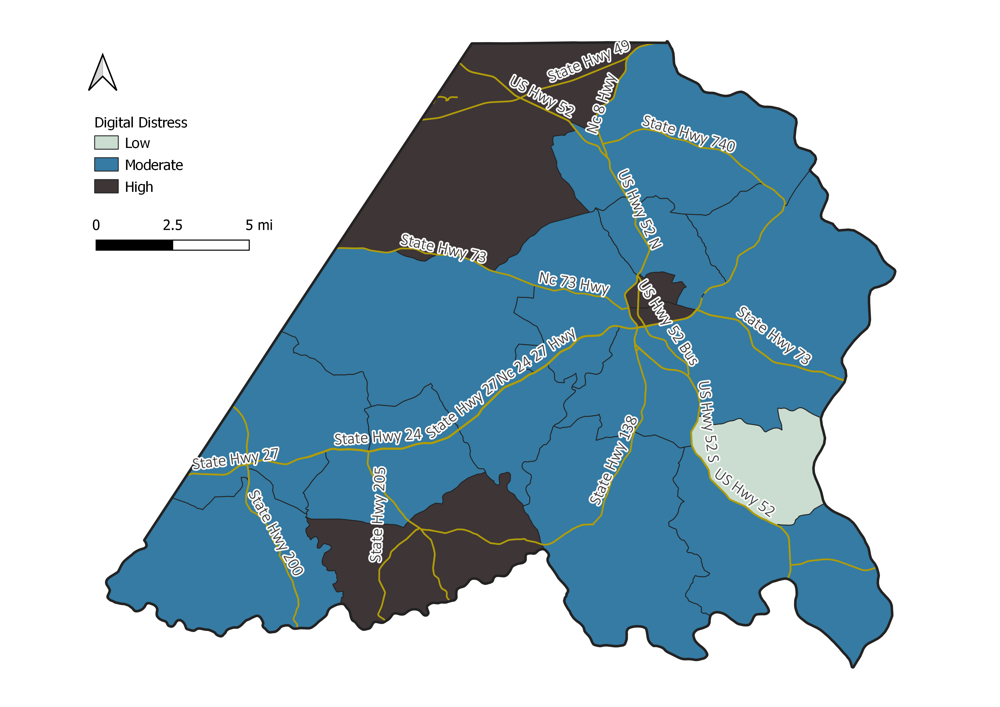 Digital Distress
Low
Moderate
High
0 2.5 5 mi
State Hwy 49
Us Hwy 52
Nc 8 Hwy
State Hwy 740
US Hwy 52 N
State Hwy 73
Nc 73 Hwy
US Hwy 52 Bus
State Hwy 73
Nc 24 27 Hwy
State Hwy 27
State Hwy 24
State Hwy 27
US Hwy 52 S
US Hwy 52
State Hwy 138
State Hwy 205
State Hwy 200